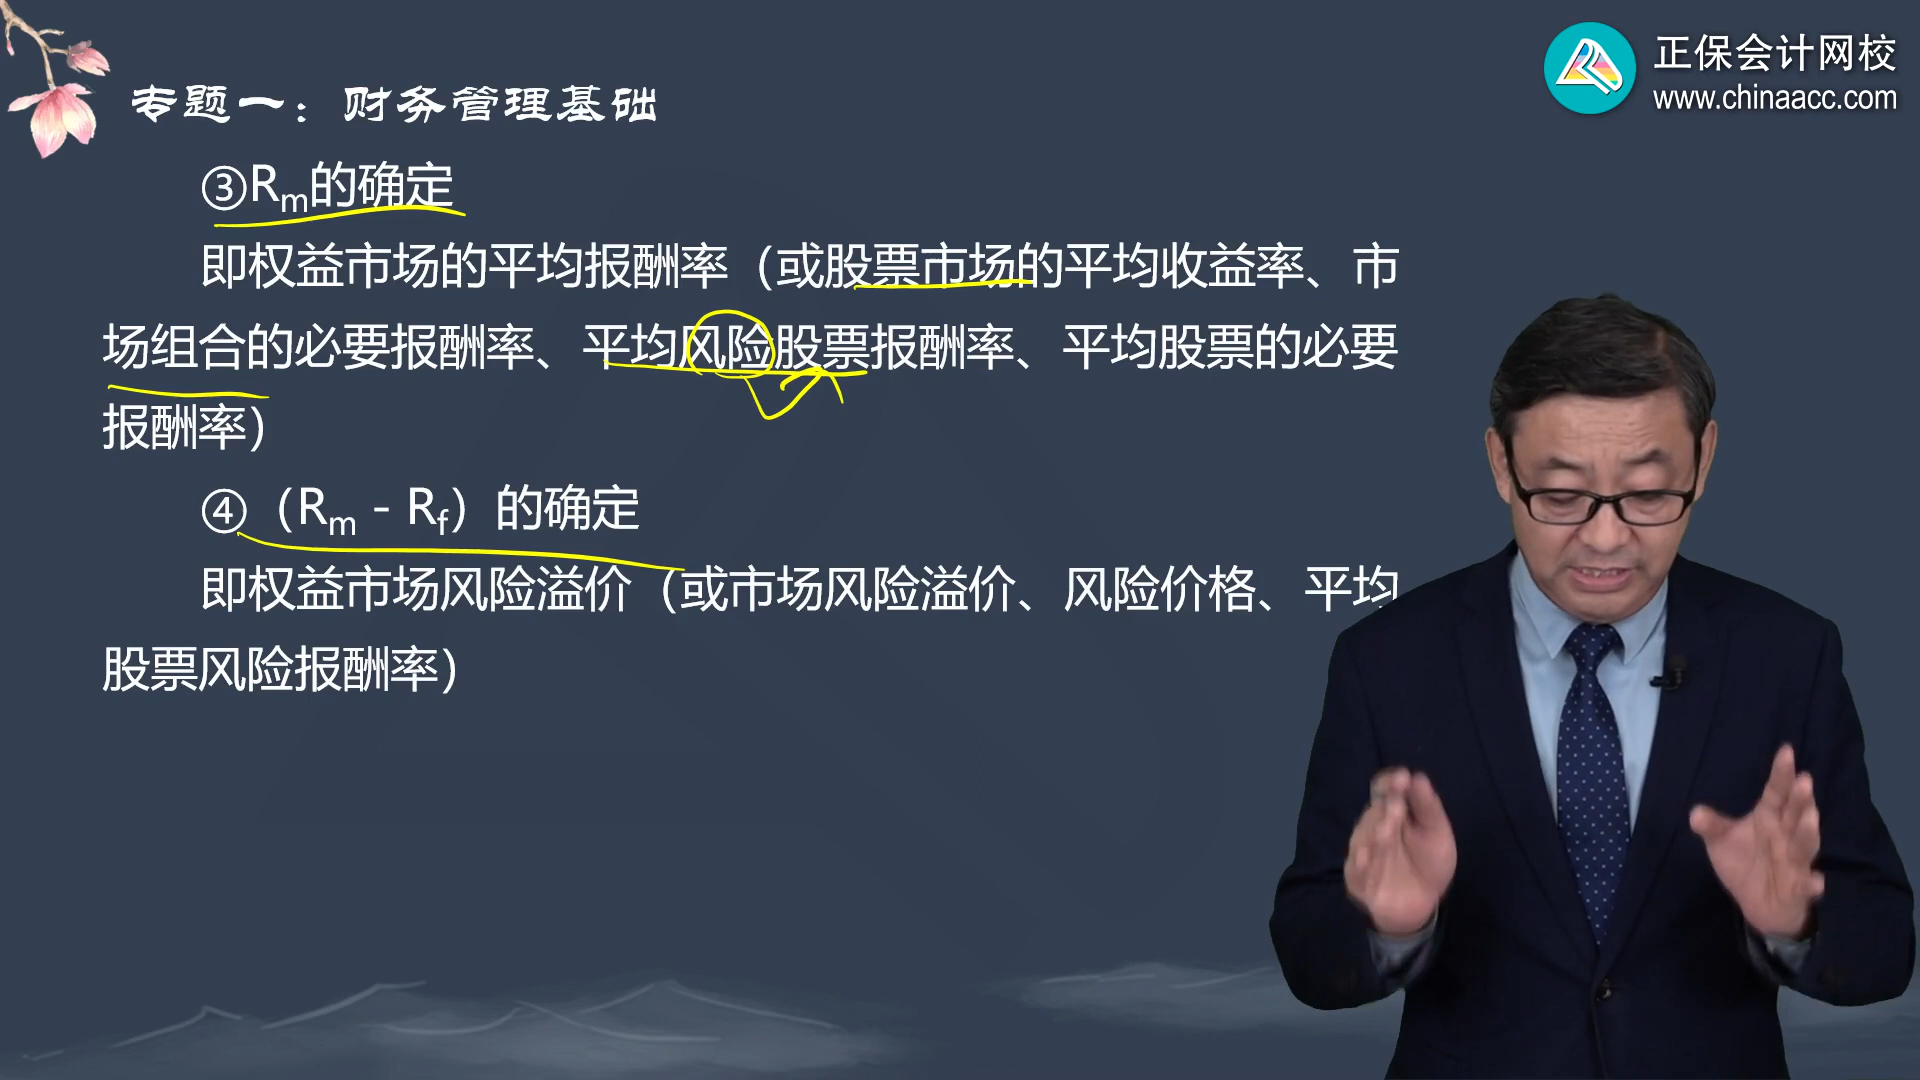 正保会计网校
www.chinaacc.com
专题一：财务管理基础
③Rm的确定
即权益市场的平均报酬率（或股票市场的平均收益率、市
场组合的必要报酬率、平均风险股票报酬率、平均股票的必要
报酬率）
④（Rm - Rf）的确定
即权益市场风险溢价（或市场风险溢价、风险价格、平均
股票风险报酬率）